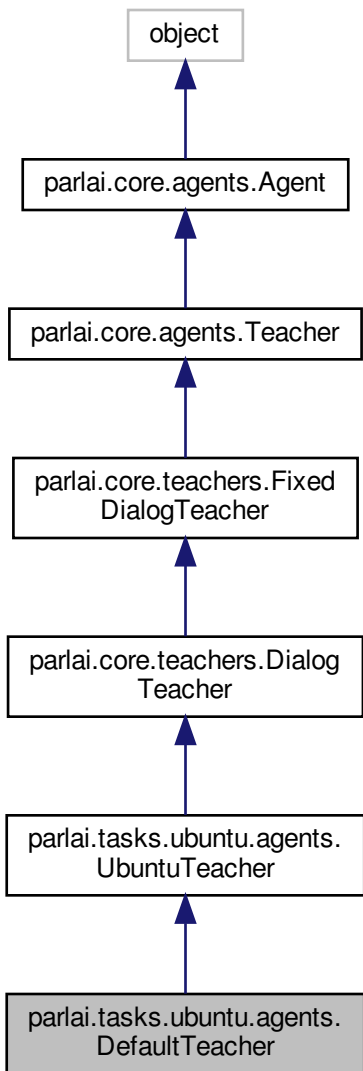 object
parlai.core.agents.Agent
parlai.core.agents.Teacher
parlai.core.teachers.Fixed
DialogTeacher
parlai.core.teachers.Dialog
Teacher
parlai.tasks.ubuntu.agents.
UbuntuTeacher
parlai.tasks.ubuntu.agents.
DefaultTeacher